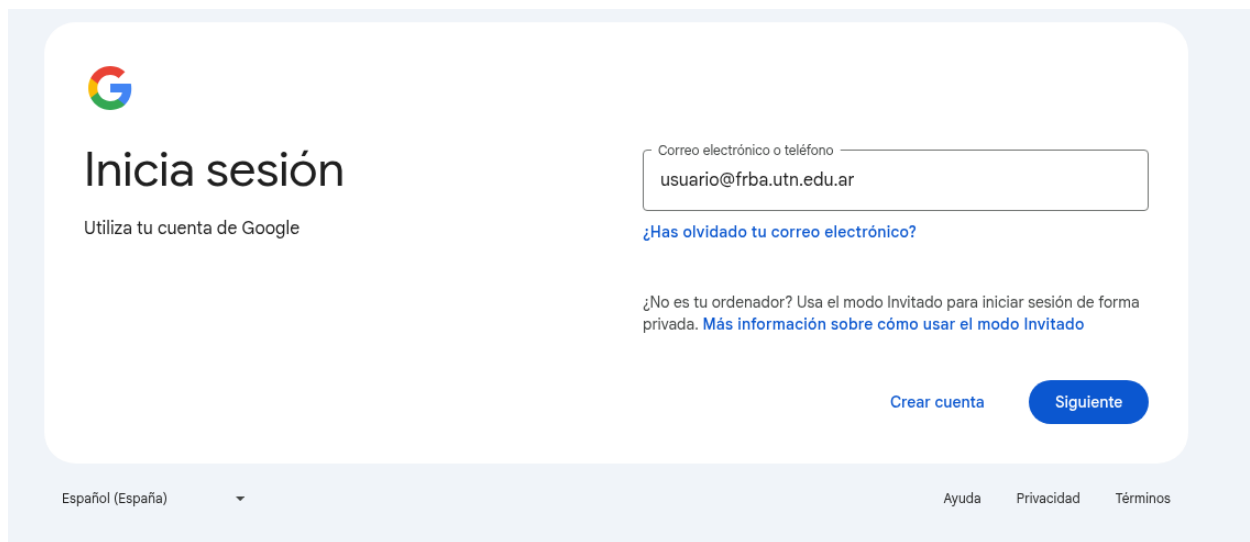 Inicia sesión
Utiliza tu cuenta de Google
Correo electrónico o teléfono
usuario@frba.utn.edu.ar
¿Has olvidado tu correo electrónico?
¿No es tu ordenador? Usa el modo Invitado para iniciar sesión de forma
privada. Más información sobre cómo usar el modo Invitado
Crear cuenta
Siguiente
Español (España)
Ayuda
Privacidad
Términos